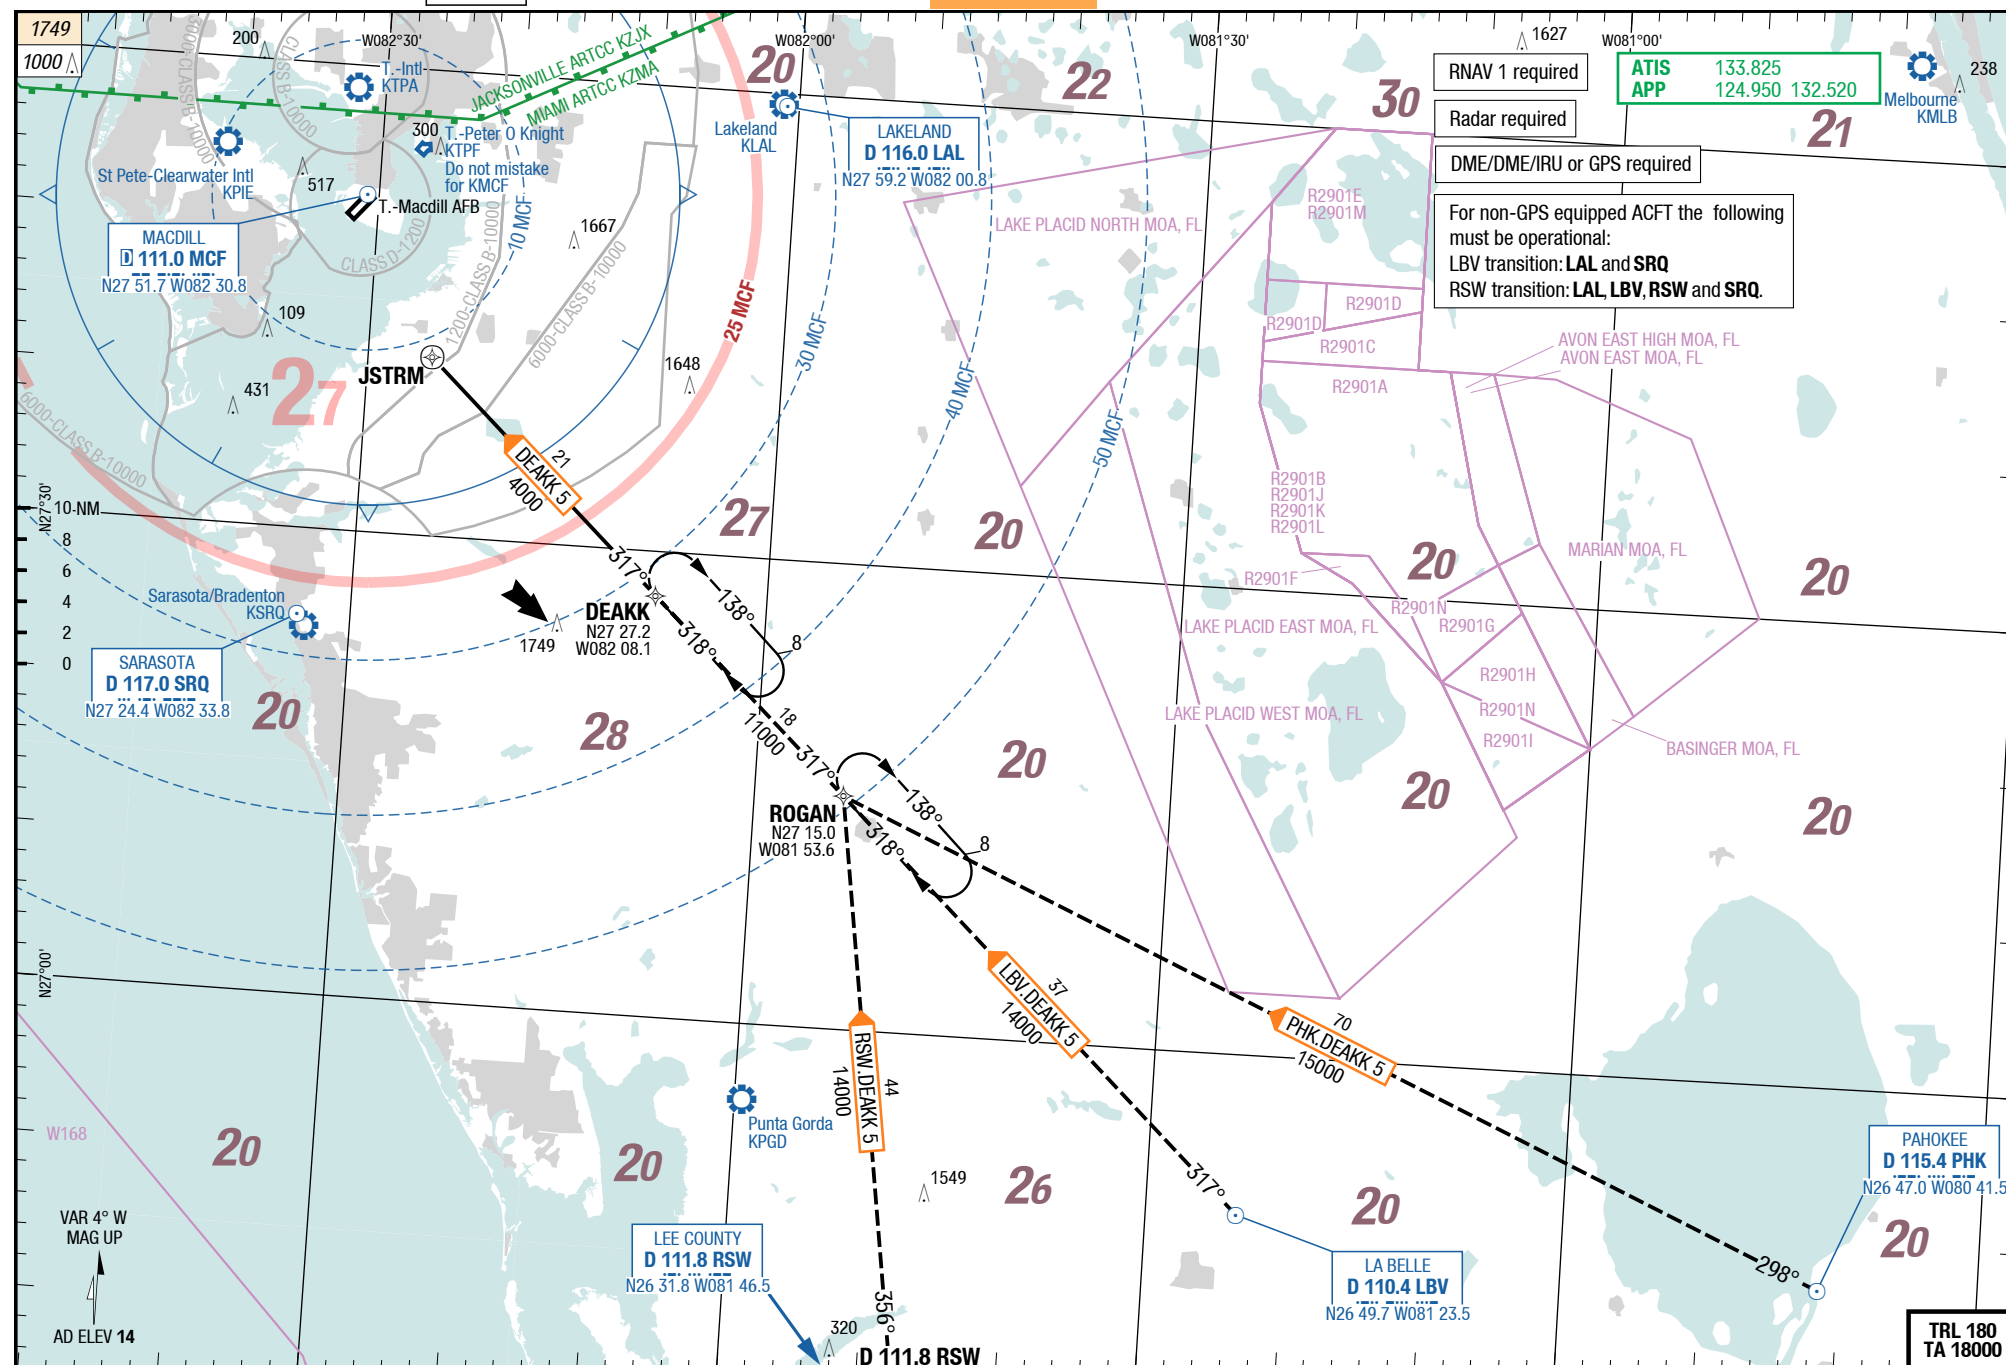 1749
1000
200
W082°30'
W082°00'
W081°30'
1627
W081°00'
238
3000-CLASS B-10000
CLASS B-10000
T.-Intl-
KTPA
JACKSONVILLE ARTCC KZJX
MIAMI ARTCC KZMA
20
22
30
21
RNAV 1 required
Radar required
DME/DME/IRU or GPS required
For non-GPS equipped ACFT the following
must be operational:
LBV transition: LAL and SRQ
RSW transition: LAL, LBV, RSW and SRQ.
ATIS 133.825
APP 124.950 132.520
Melbourne
KMLB
300
T.-Peter O Knight
KTPF
Do not mistake
for KMCF
Lakeland
KLAL
LAKELAND
D 116.0 LAL
N27 59.2 W082 00.8
St Pete-Clearwater Intl
KPIE
517
T.-Macdill AFB
MACDILL
D 111.0 MCF
N27 51.7 W082 30.8
CLASS D-1200
1200-CLASS B-10000
10 MCF
1667
6000-CLASS B-10000
25 MCF
30 MCF
40 MCF
50 MCF
LAKE PLACID NORTH MOA, FL
R2901E
R2901M
R2901D
R2901D
R2901C
R2901A
AVON EAST HIGH MOA, FL
AVON EAST MOA, FL
109
JSTRM
1648
431
27
6000-CLASS B-10000
21
DEAKK 5
4000
N27°30'
10-NM
8
6
4
2
0
27
20
R2901B
R2901J
R2901K
R2901L
20
MARIAN MOA, FL
20
R2901F
R2901N
R2901G
317°
138°
DEAKK
N27 27.2
W082 08.1
318°
8
1749
Sarasota/Bradenton
KSRQ
SARASOTA
D 117.0 SRQ
N27 24.4 W082 33.8
20
28
18
11000
317°
LAKE PLACID EAST MOA, FL
R2901H
LAKE PLACID WEST MOA, FL
R2901N
R2901I
BASINGER MOA, FL
20
20
20
ROGAN
N27 15.0
W081 53.6
138°
318°
8
N27°00'
37
LBV.DEAKK 5
14000
70
PHK.DEAKK 5
15000
44
RSW.DEAKK 5
14000
Punta Gorda
KPGD
W168
20
20
26
20
20
1549
317°
298°
PAHOKEE
D 115.4 PHK
N26 47.0 W080 41.5
VAR 4° W
MAG UP
AD ELEV 14
LEE COUNTY
D 111.8 RSW
N26 31.8 W081 46.5
LA BELLE
D 110.4 LBV
N26 49.7 W081 23.5
320
356°
D 111.8 RSW
TRL 180
TA 18000